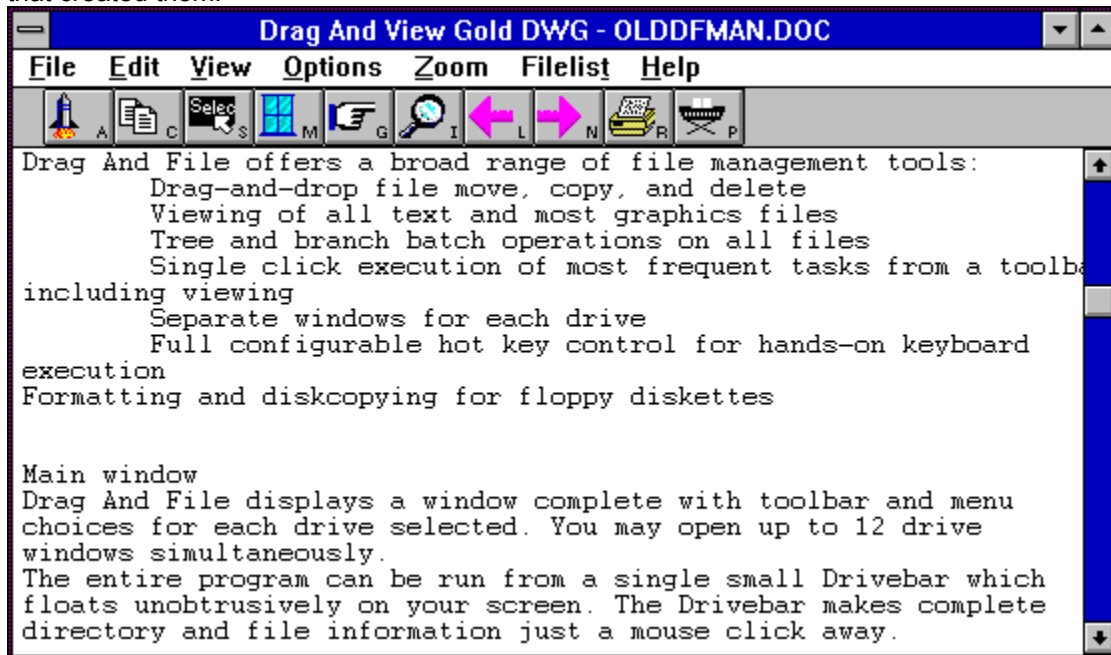 that created them.
Drag And View Gold DWG - OLDDFMAN.DOC
File Edit View Options Zoom Filelist Help
A C Selec S M G I L N R P
Drag And File offers a broad range of file management tools:
Drag-and-drop file move, copy, and delete
Viewing of all text and most graphics files
Tree and branch batch operations on all files
Single click execution of most frequent tasks from a toolba
including viewing
Separate windows for each drive
Full configurable hot key control for hands-on keyboard
execution
Formatting and diskcopying for floppy diskettes
Main window
Drag And File displays a window complete with toolbar and menu
choices for each drive selected. You may open up to 12 drive
windows simultaneously.
The entire program can be run from a single small Drivebar which
floats unobtrusively on your screen. The Drivebar makes complete
directory and file information just a mouse click away.